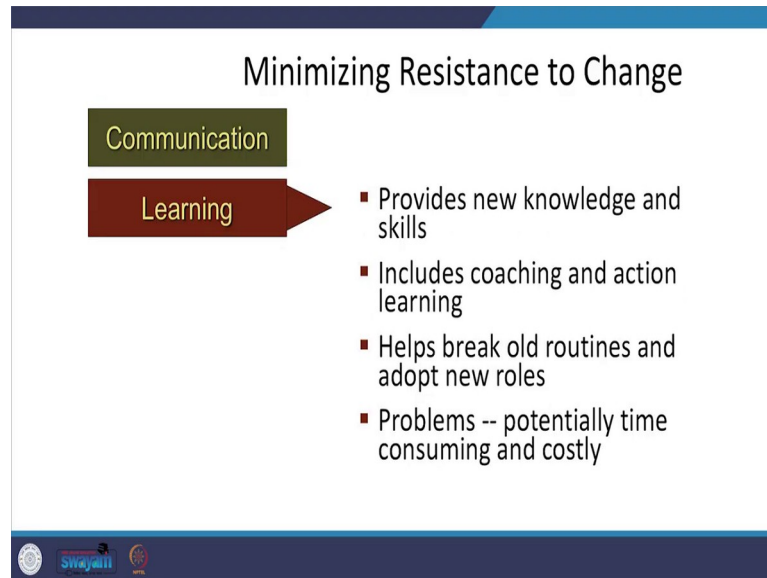 Minimizing Resistance to Change
Communication
Learning
▪ Provides new knowledge and
skills
▪ Includes coaching and action
learning
▪ Helps break old routines and
adopt new roles
▪ Problems -- potentially time
consuming and costly
swayam